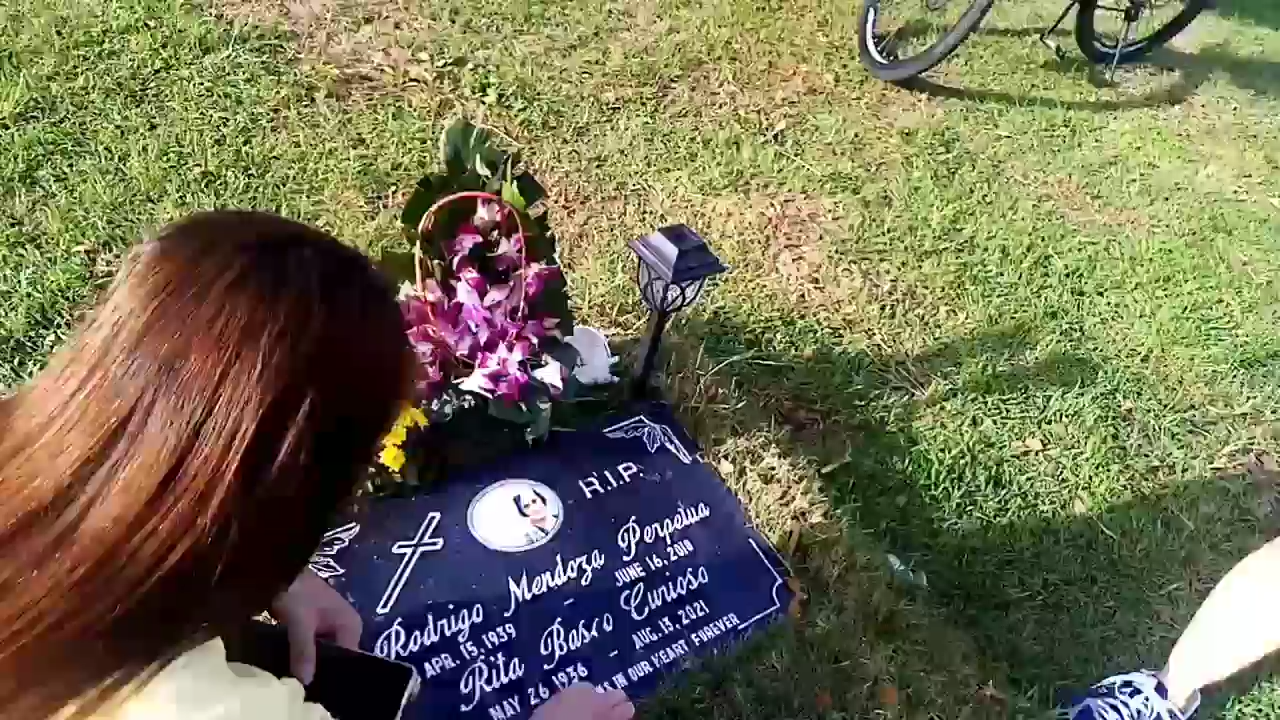 R.I.P.
Rodrigo Mendoza Perpetua
APR. 15, 1939 - JUNE 16, 2019
Rita Basco Curioso
MAY 26 1936 - AUG. 13, 2021
IN OUR HEART FUREVER